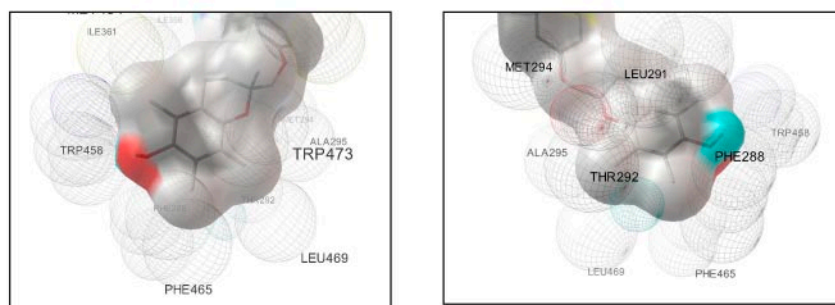 ILE361
TRP458
ALA295
TRP473
LEU469
PHE465
MET294
LEU291
TRP458
ALA295
PHE288
THR292
LEU469
PHE465